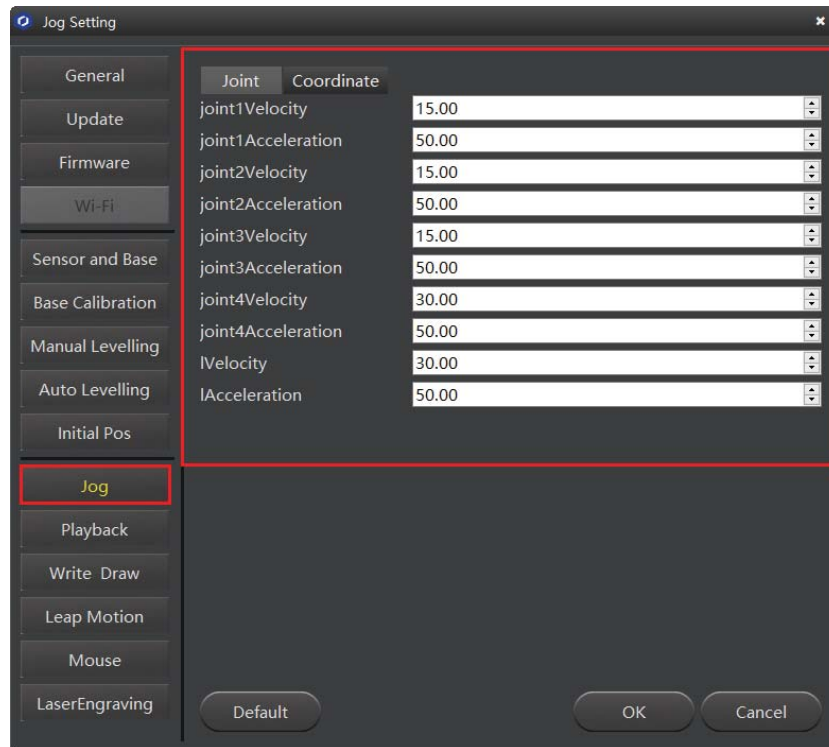 Jog Setting
General
Update
Firmware
Wi-Fi
Sensor and Base
Base Calibration
Manual Levelling
Auto Levelling
Initial Pos
Jog
Playback
Write Draw
Leap Motion
Mouse
LaserEngraving
Joint Coordinate
joint1Velocity 15.00
joint1Acceleration 50.00
joint2Velocity 15.00
joint2Acceleration 50.00
joint3Velocity 15.00
joint3Acceleration 50.00
joint4Velocity 30.00
joint4Acceleration 50.00
lVelocity 30.00
lAcceleration 50.00
Default OK Cancel